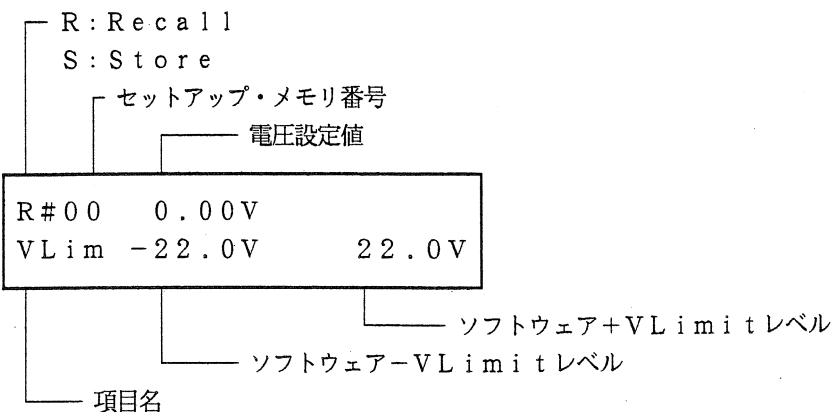 R:Recall
S:Store
セットアップ・メモリ番号
電圧設定値
R#00 0.00V
VLim -22.0V 22.0V
ソフトウェア+VLimitレベル
ソフトウェア-VLimitレベル
項目名